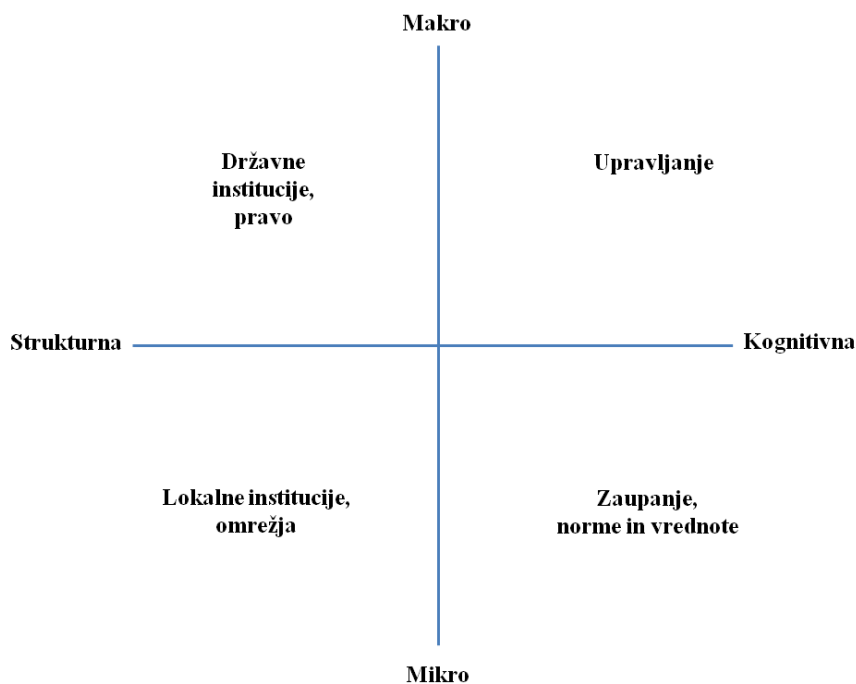 Makro
Državne
institucije,
pravo
Upravljanje
Strukturna
Kognitivna
Lokalne institucije,
omrežja
Zaupanje,
norme in vrednote
Mikro